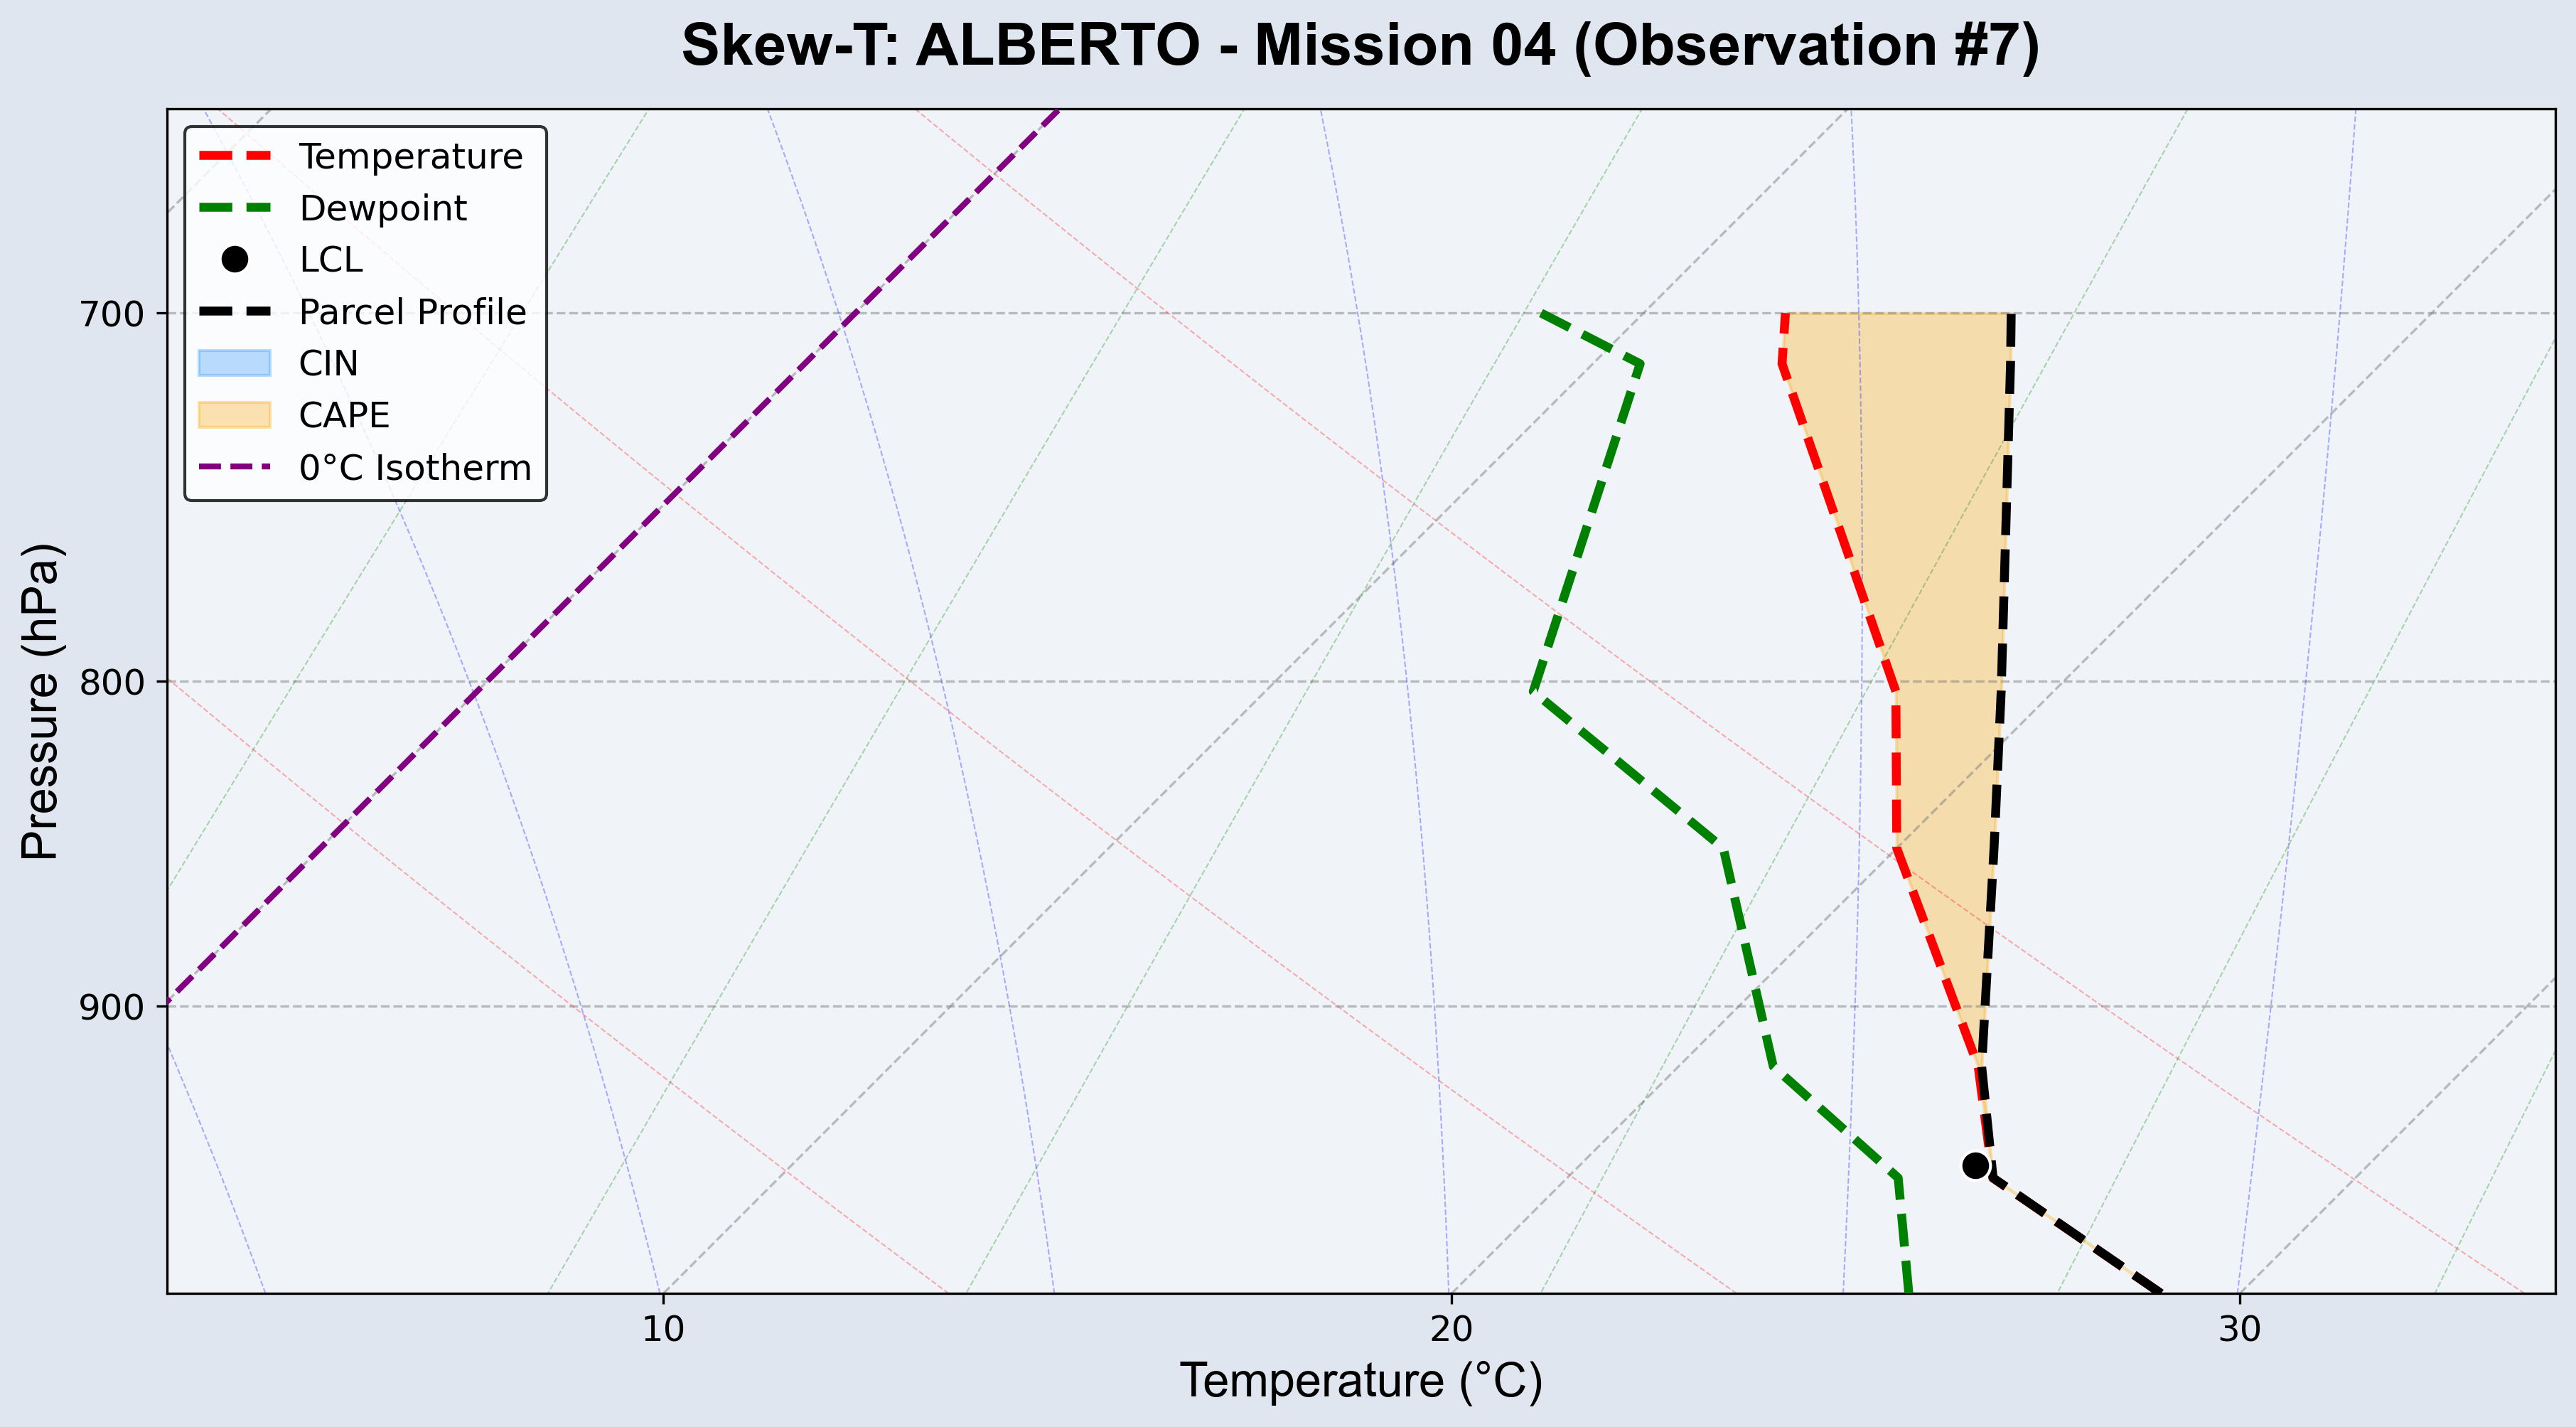 Skew-T: ALBERTO - Mission 04 (Observation #7)
Temperature
Dewpoint
LCL
Parcel Profile
CIN
CAPE
0°C Isotherm
Pressure (hPa)
700
800
900
10 20 30
Temperature (°C)